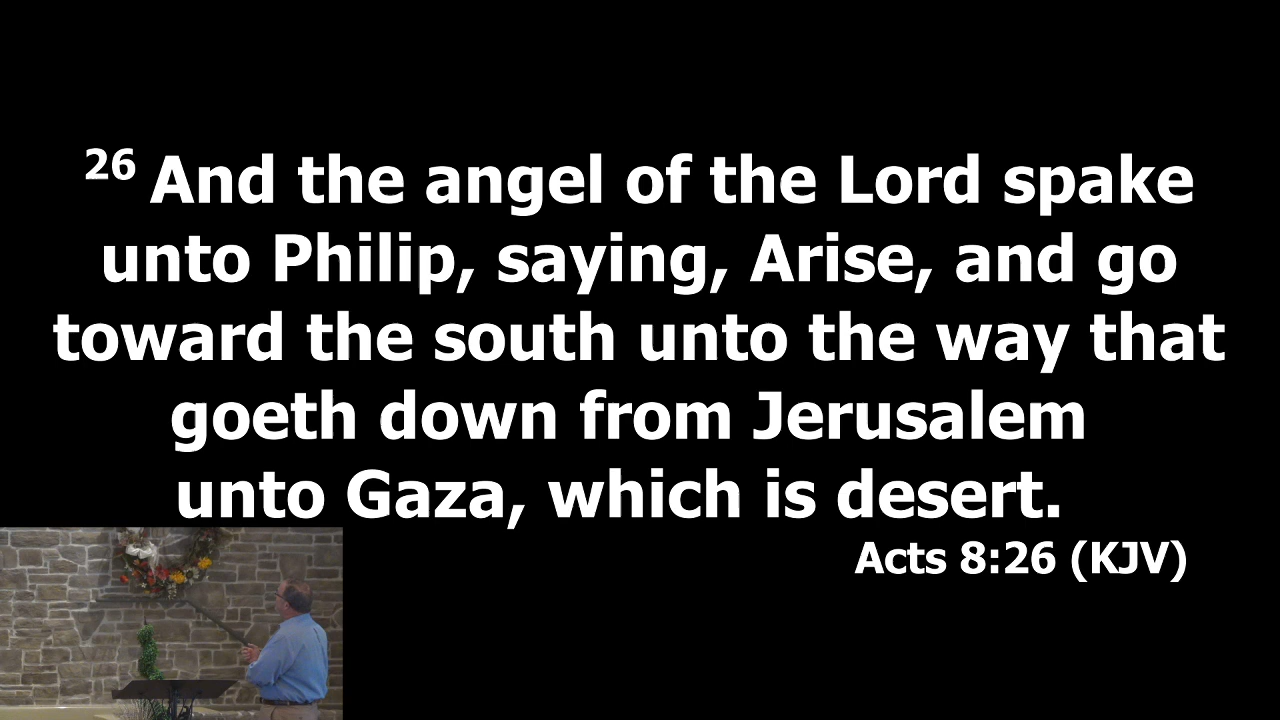 26 And the angel of the Lord spake
unto Philip, saying, Arise, and go
toward the south unto the way that
goeth down from Jerusalem
unto Gaza, which is desert.
Acts 8:26 (KJV)